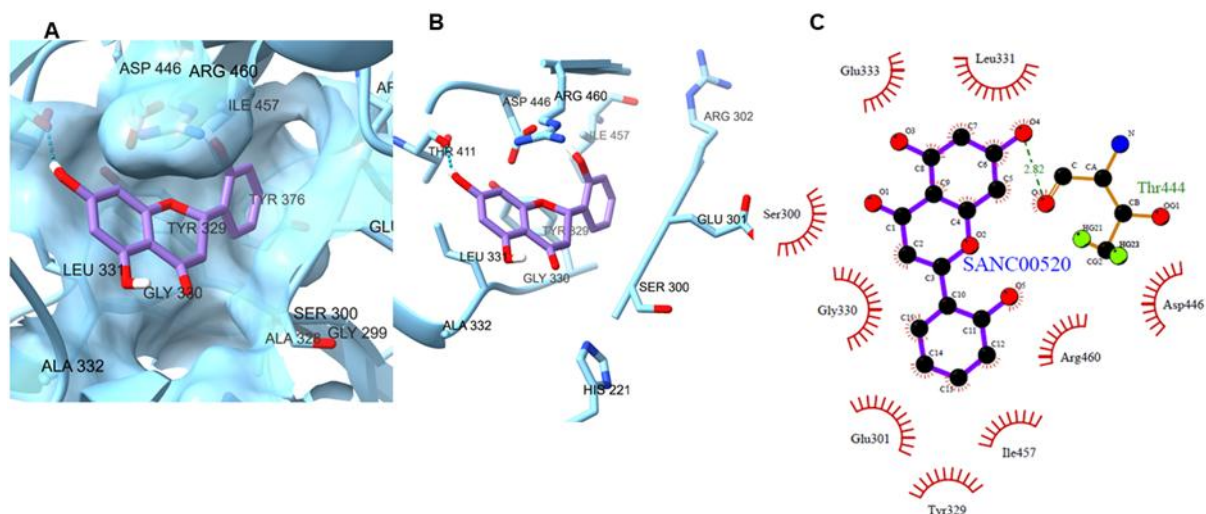 A
ASP 446
ARG 460
AR
ILE 457
TYR 376
TYR 329
GLU
LEU 331
GLY 330
SER 300
ALA 328
GLY 299
ALA 332
B
ASP 446
ARG 460
ILE 457
ARG 302
THR 411
TYR 329
GLU 301
LEU 331
GLY 330
SER 300
ALA 332
HIS 221
C
Glu333
Leu331
O3
C7
O4
N
C8
C6
2.82
C
CA
Thr444
O1
C9
C5
O
CB
OG1
Ser300
C1
C4
HG21
HG23
C2
O2
CG2
C3
SANC00520
Gly330
C10
O5
Asp446
C11
Arg460
C14
C12
Glu301
Ile457
Tyr329